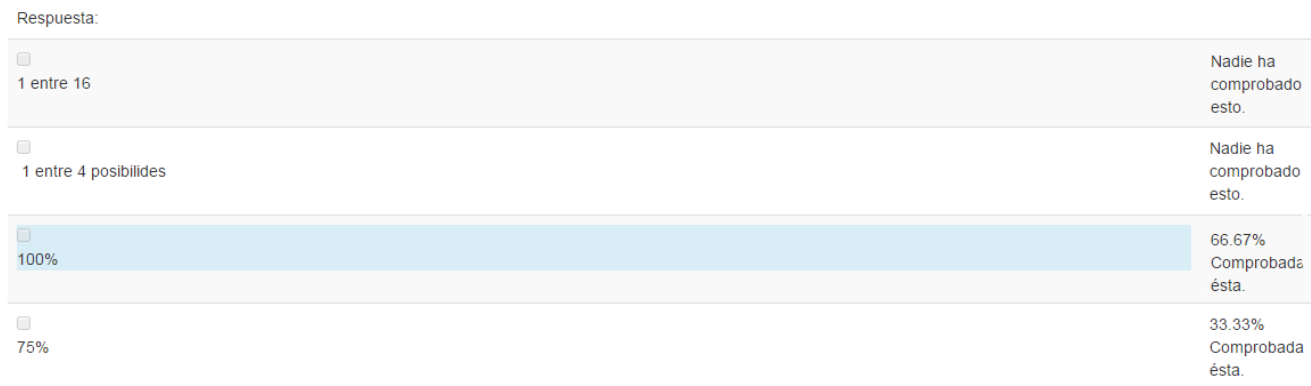 Respuesta:
1 entre 16
Nadie ha
comprobado
esto.
1 entre 4 posibilides
Nadie ha
comprobado
esto.
100%
66.67%
Comprobada
ésta.
75%
33.33%
Comprobada
ésta.